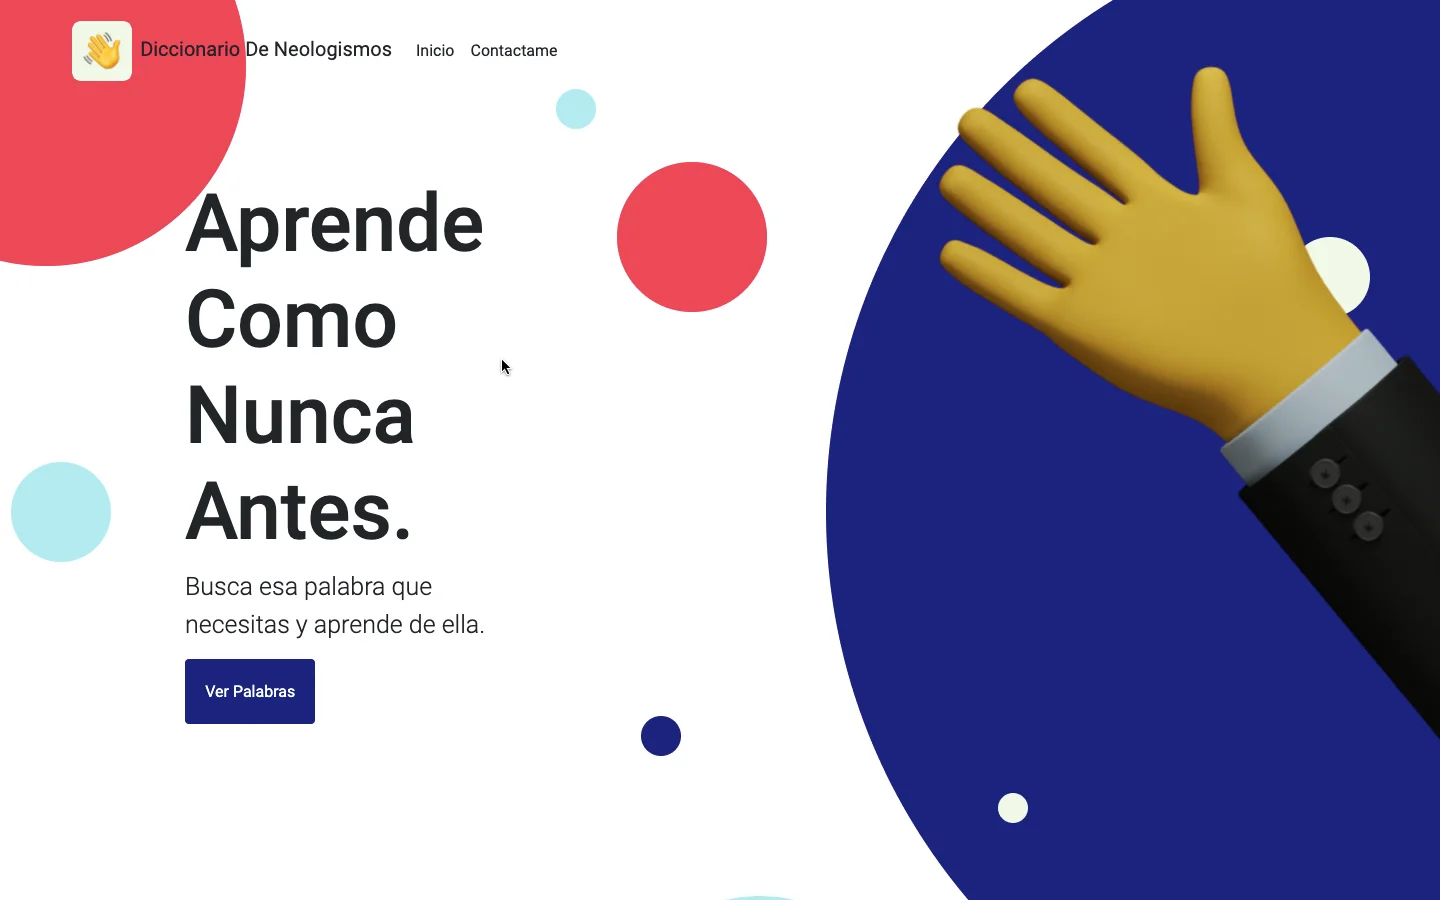 Diccionario De Neologismos
Inicio
Contactame
Aprende
Como
Nunca
Antes.
Busca esa palabra que
necesitas y aprende de ella.
Ver Palabras